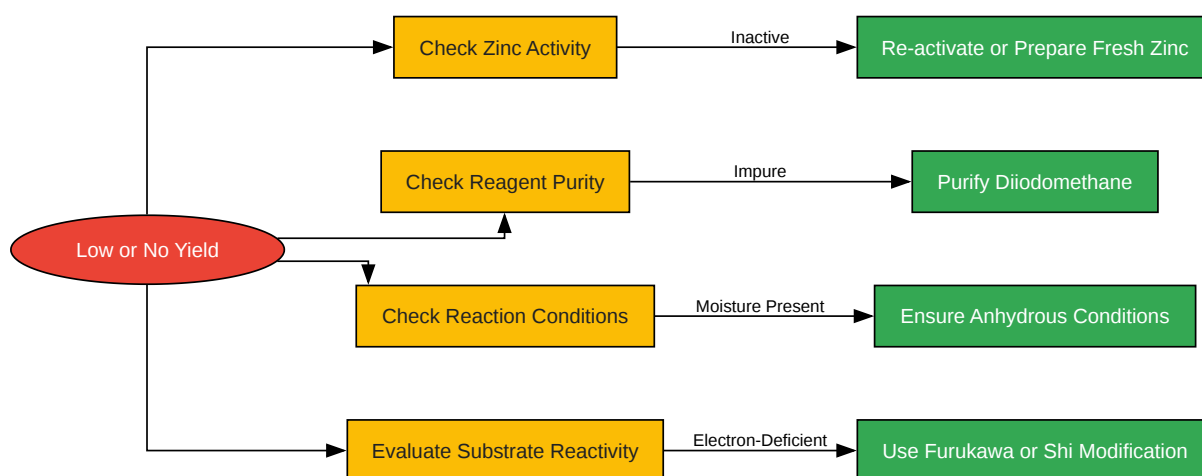 Check Zinc Activity
Inactive
Re-activate or Prepare Fresh Zinc
Check Reagent Purity
Impure
Purify Diiodomethane
Low or No Yield
Check Reaction Conditions
Moisture Present
Ensure Anhydrous Conditions
Evaluate Substrate Reactivity
Electron-Deficient
Use Furukawa or Shi Modification